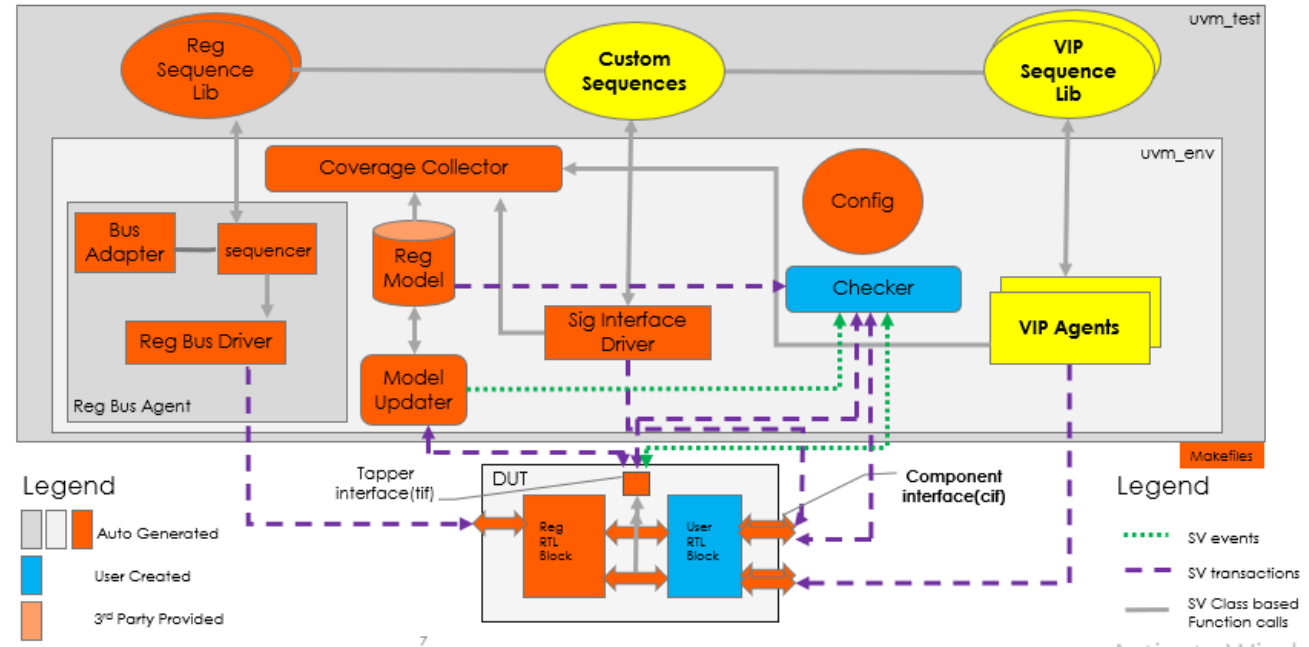 uvm_test
Reg
Sequence
Lib
Custom
Sequences
VIP
Sequence
Lib
uvm_env
Coverage Collector
Config
Bus
Adapter
sequencer
Reg
Model
Checker
Reg Bus Driver
Sig Interface
Driver
VIP Agents
Model
Updater
Reg Bus Agent
Makefiles
Tapper
interface(tif)
DUT
Component
interface(cif)
Reg
RTL
Block
User
RTL
Block
Legend
Auto Generated
User Created
3rd Party Provided
Legend
SV events
SV transactions
SV Class based
Function calls
7